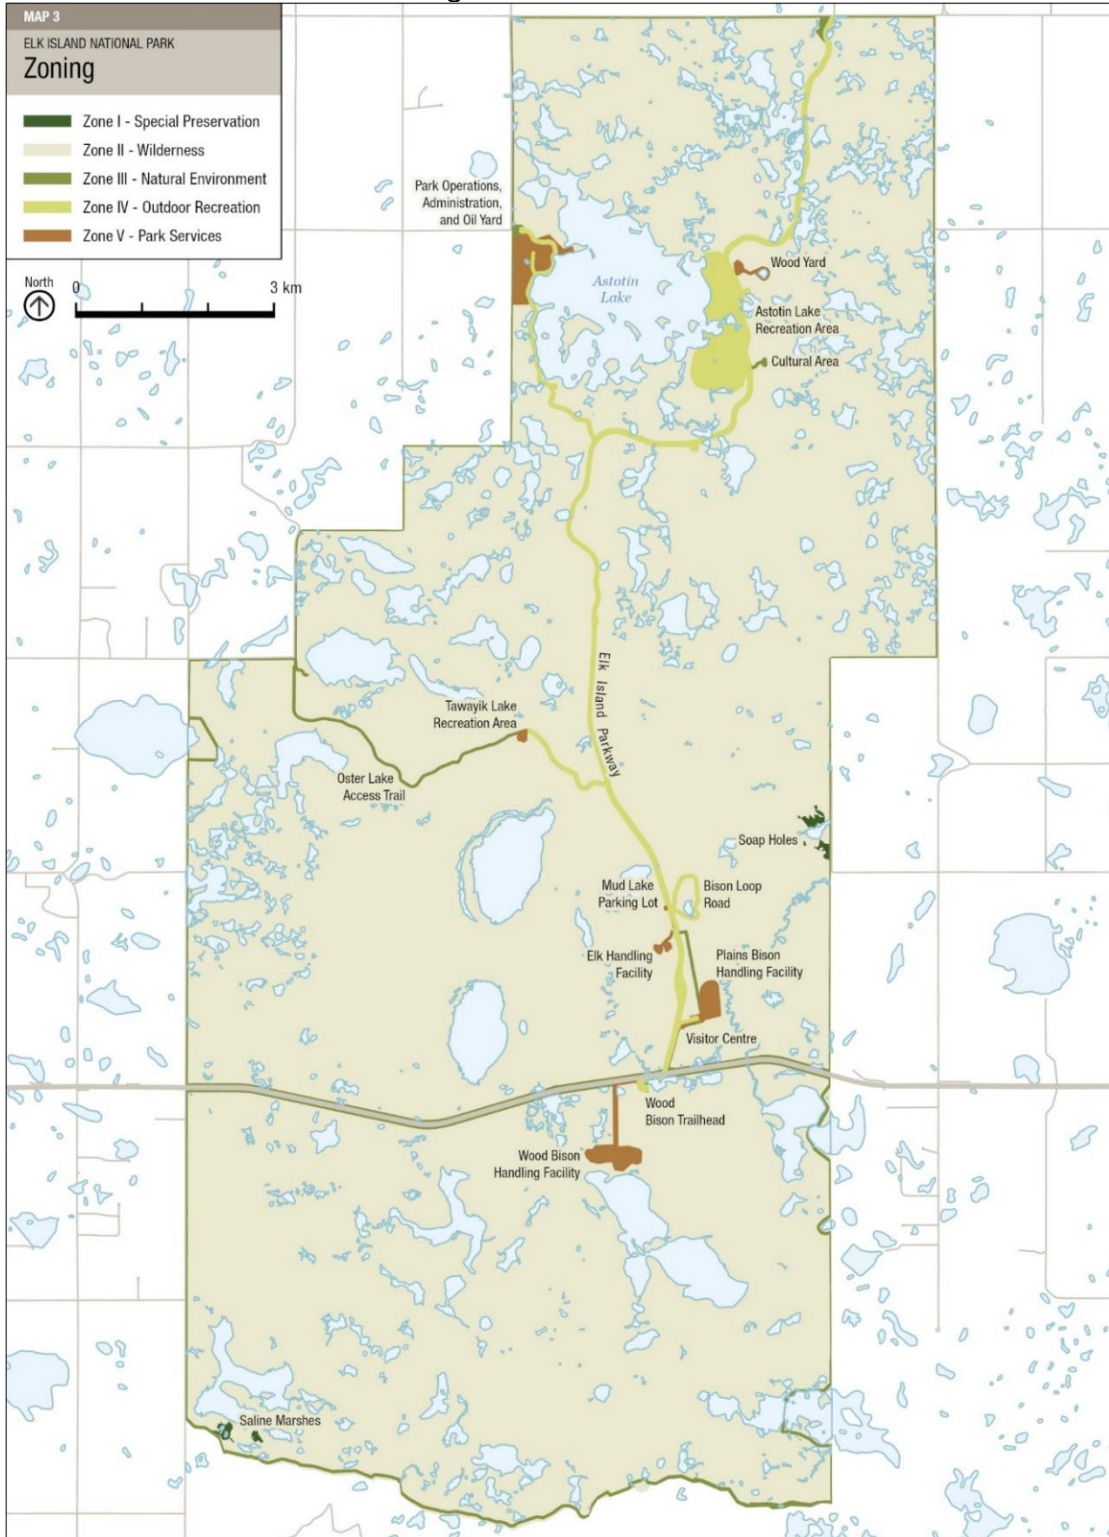 MAP 3
ELK ISLAND NATIONAL PARK
Zoning
Zone I - Special Preservation
Zone II - Wilderness
Zone III - Natural Environment
Zone IV - Outdoor Recreation
Zone V - Park Services
North
0
3 km
Park Operations,
Administration,
and Oil Yard
Astotin
Lake
Wood Yard
Astotin Lake
Recreation Area
Cultural Area
Elk Island Parkway
Tawayik Lake
Recreation Area
Oster Lake
Access Trail
Soap Holes
Mud Lake
Parking Lot
Bison Loop
Road
Elk Handling
Facility
Plains Bison
Handling Facility
Visitor Centre
Wood
Bison Trailhead
Wood Bison
Handling Facility
Saline Marshes